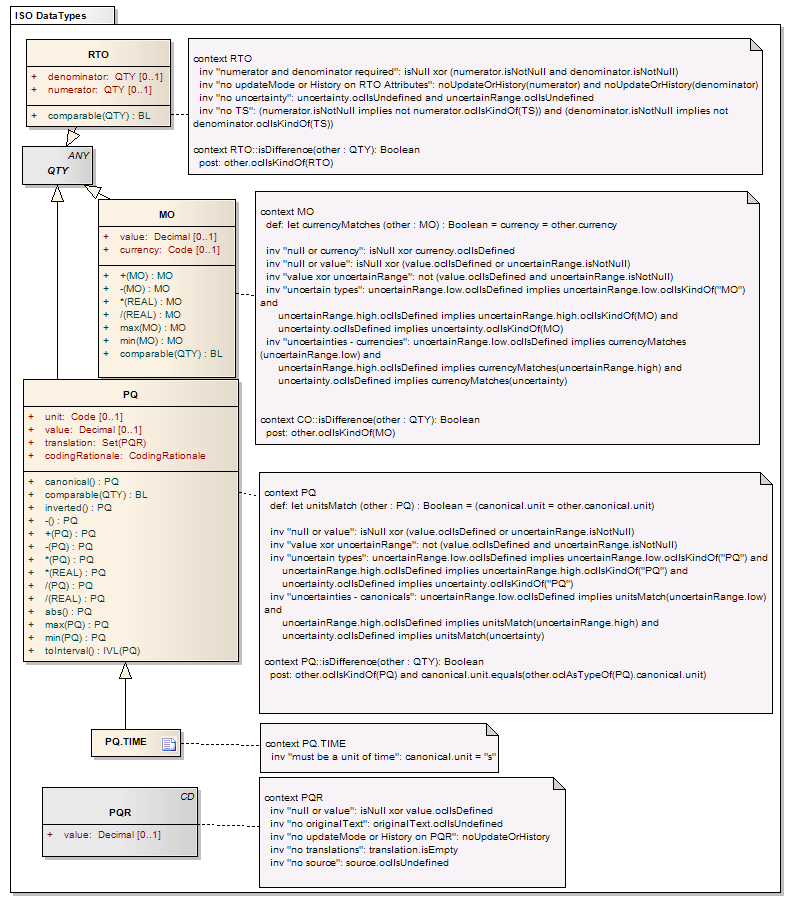 ISO DataTypes
RTO
+ denominator: QTY [0..1]
+ numerator: QTY [0..1]
+ comparable(QTY) : BL
context RTO
inv "numerator and denominator required": isNull xor (numerator.isNotNull and denominator.isNotNull)
inv "no updateMode or History on RTO Attributes": noUpdateOrHistory(numerator) and noUpdateOrHistory(denominator)
inv "no uncertainty": uncertainty.oclIsUndefined and uncertainRange.oclIsUndefined
inv "no TS": (numerator.isNotNull implies not numerator.oclIsKindOf(TS)) and (denominator.isNotNull implies not
denominator.oclIsKindOf(TS))
context RTO::isDifference(other : QTY): Boolean
post: other.oclIsKindOf(RTO)
ANY
QTY
MO
+ value: Decimal [0..1]
+ currency: Code [0..1]
+ +(MO) : MO
+ -(MO) : MO
+ *(REAL) : MO
+ /(REAL) : MO
+ max(MO) : MO
+ min(MO) : MO
+ comparable(QTY) : BL
context MO
def: let currencyMatches (other : MO) : Boolean = currency = other.currency
inv "null or currency": isNull xor currency.oclIsDefined
inv "null or value": isNull xor (value.oclIsDefined or uncertainRange.isNotNull)
inv "value xor uncertainRange": not (value.oclIsDefined and uncertainRange.isNotNull)
inv "uncertain types": uncertainRange.low.oclIsDefined implies uncertainRange.low.oclIsKindOf("MO")
and
uncertainRange.high.oclIsDefined implies uncertainRange.high.oclIsKindOf(MO) and
uncertainty.oclIsDefined implies uncertainty.oclIsKindOf(MO)
inv "uncertainties - currencies": uncertainRange.low.oclIsDefined implies currencyMatches
(uncertainRange.low) and
uncertainRange.high.oclIsDefined implies currencyMatches(uncertainRange.high) and
uncertainty.oclIsDefined implies currencyMatches(uncertainty)
context CO::isDifference(other : QTY): Boolean
post: other.oclIsKindOf(MO)
PQ
+ unit: Code [0..1]
+ value: Decimal [0..1]
+ translation: Set(PQR)
+ codingRationale: CodingRationale
+ canonical() : PQ
+ comparable(QTY) : BL
+ inverted() : PQ
+ -() : PQ
+ +(PQ) : PQ
+ -(PQ) : PQ
+ *(PQ) : PQ
+ *(REAL) : PQ
+ /(PQ) : PQ
+ /(REAL) : PQ
+ abs() : PQ
+ max(PQ) : PQ
+ min(PQ) : PQ
+ toInterval() : IVL(PQ)
context PQ
def: let unitsMatch (other : PQ) : Boolean = (canonical.unit = other.canonical.unit)
inv "null or value": isNull xor (value.oclIsDefined or uncertainRange.isNotNull)
inv "value xor uncertainRange": not (value.oclIsDefined and uncertainRange.isNotNull)
inv "uncertain types": uncertainRange.low.oclIsDefined implies uncertainRange.low.oclIsKindOf("PQ") and
uncertainRange.high.oclIsDefined implies uncertainRange.high.oclIsKindOf("PQ") and
uncertainty.oclIsDefined implies uncertainty.oclIsKindOf("PQ")
inv "uncertainties - canonicals": uncertainRange.low.oclIsDefined implies unitsMatch(uncertainRange.low)
and
uncertainRange.high.oclIsDefined implies unitsMatch(uncertainRange.high) and
uncertainty.oclIsDefined implies unitsMatch(uncertainty)
context PQ::isDifference(other : QTY): Boolean
post: other.oclIsKindOf(PQ) and canonical.unit.equals(other.oclAsTypeOf(PQ).canonical.unit)
PQ.TIME
context PQ.TIME
inv "must be a unit of time": canonical.unit = "s"
CD
PQR
+ value: Decimal [0..1]
context PQR
inv "null or value": isNull xor value.oclIsDefined
inv "no originalText": originalText.oclIsUndefined
inv "no updateMode or History on PQR": noUpdateOrHistory
inv "no translations": translation.isEmpty
inv "no source": source.oclIsUndefined